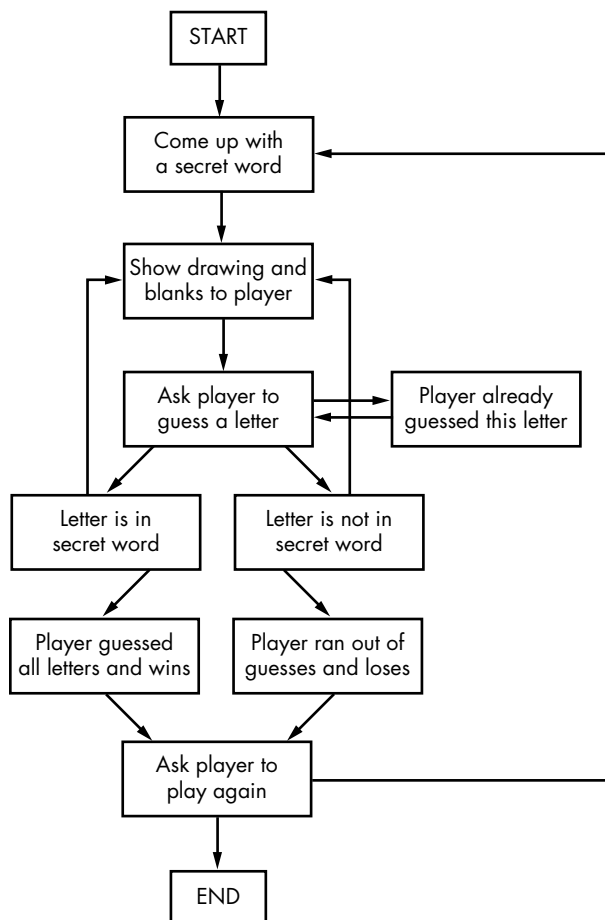 START
Come up with
a secret word
Show drawing and
blanks to player
Ask player to
guess a letter
Player already
guessed this letter
Letter is in
secret word
Letter is not in
secret word
Player guessed
all letters and wins
Player ran out of
guesses and loses
Ask player to
play again
END